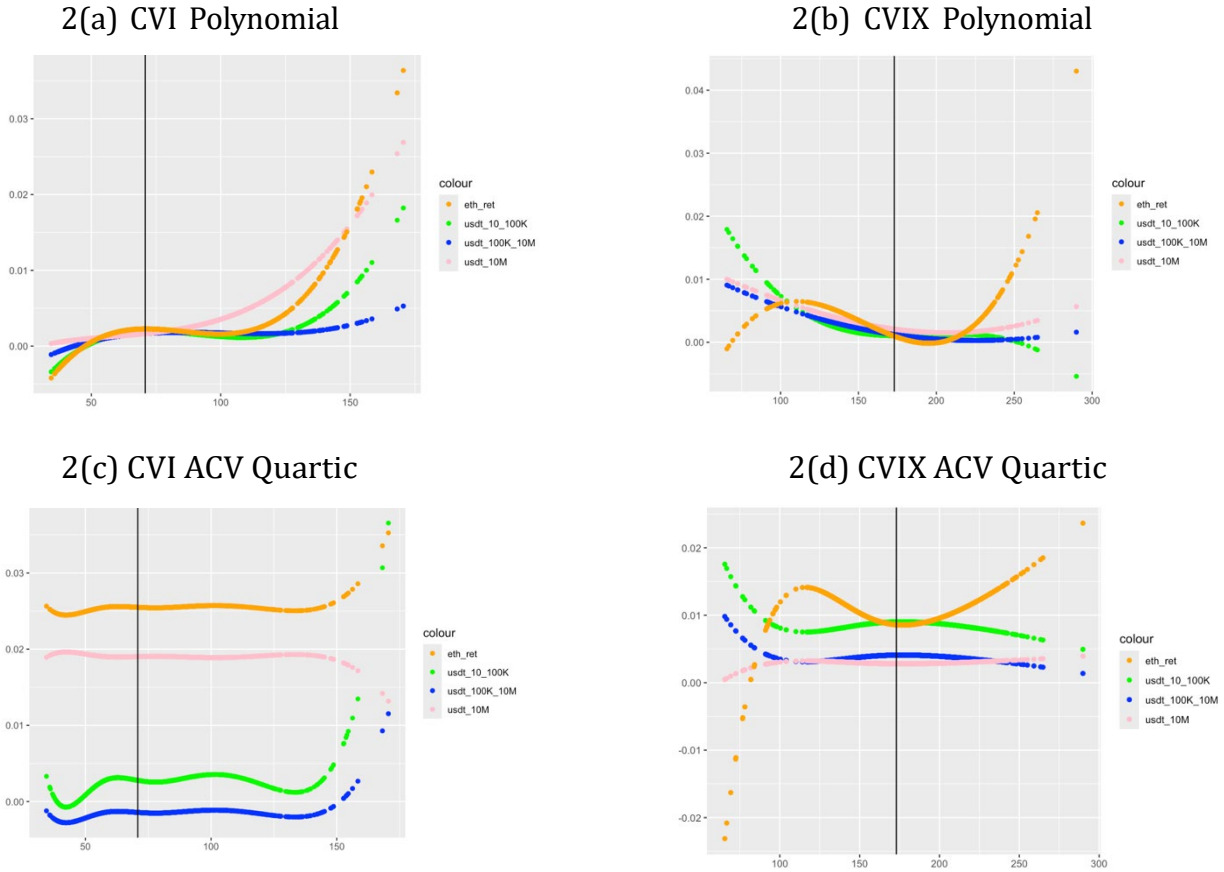 2(a) CVI Polynomial
0.03
0.02
0.01
0.00
50
100
150
colour
eth_ret
usdt_10_100K
usdt_100K_10M
usdt_10M
2(b) CVIX Polynomial
0.04
0.03
0.02
0.01
0.00
100
150
200
250
300
colour
eth_ret
usdt_10_100K
usdt_100K_10M
usdt_10M
2(c) CVI ACV Quartic
0.03
0.02
0.01
0.00
50
100
150
colour
eth_ret
usdt_10_100K
usdt_100K_10M
usdt_10M
2(d) CVIX ACV Quartic
0.02
0.01
0.00
-0.01
-0.02
100
150
200
250
300
colour
eth_ret
usdt_10_100K
usdt_100K_10M
usdt_10M